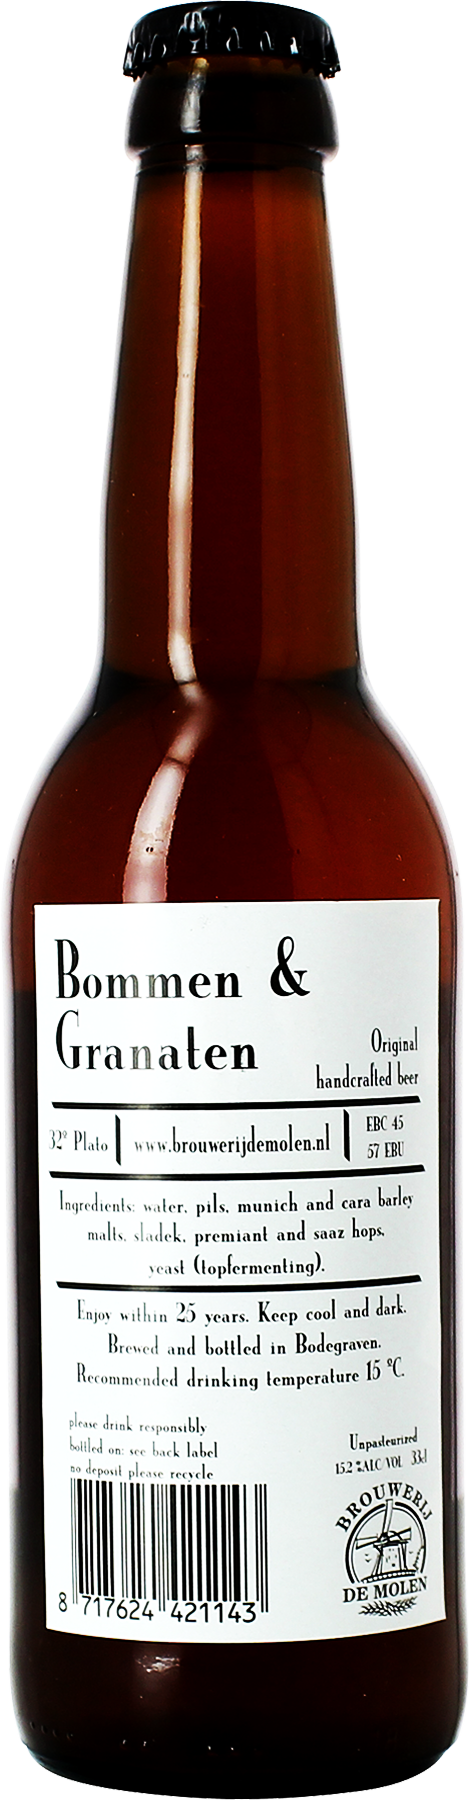 Bommen &
Granaten
Original
handcrafted beer
32º Plato
www.brouwerijdemolen.nl
EBC 45
57 EBU
Ingredients: water, pils, munich and cara barley
malts, sladek, premiant and saaz hops,
yeast (topfermenting).
Enjoy within 25 years. Keep cool and dark.
Brewed and bottled in Bodegraven.
Recommended drinking temperature 15 ºC.
please drink responsibly
bottled on: see back label
no deposit please recycle
Unpasteurized
15.2 %ALC VOL 33cl
BROUWERIJ
DE MOLEN
8 717624 421143